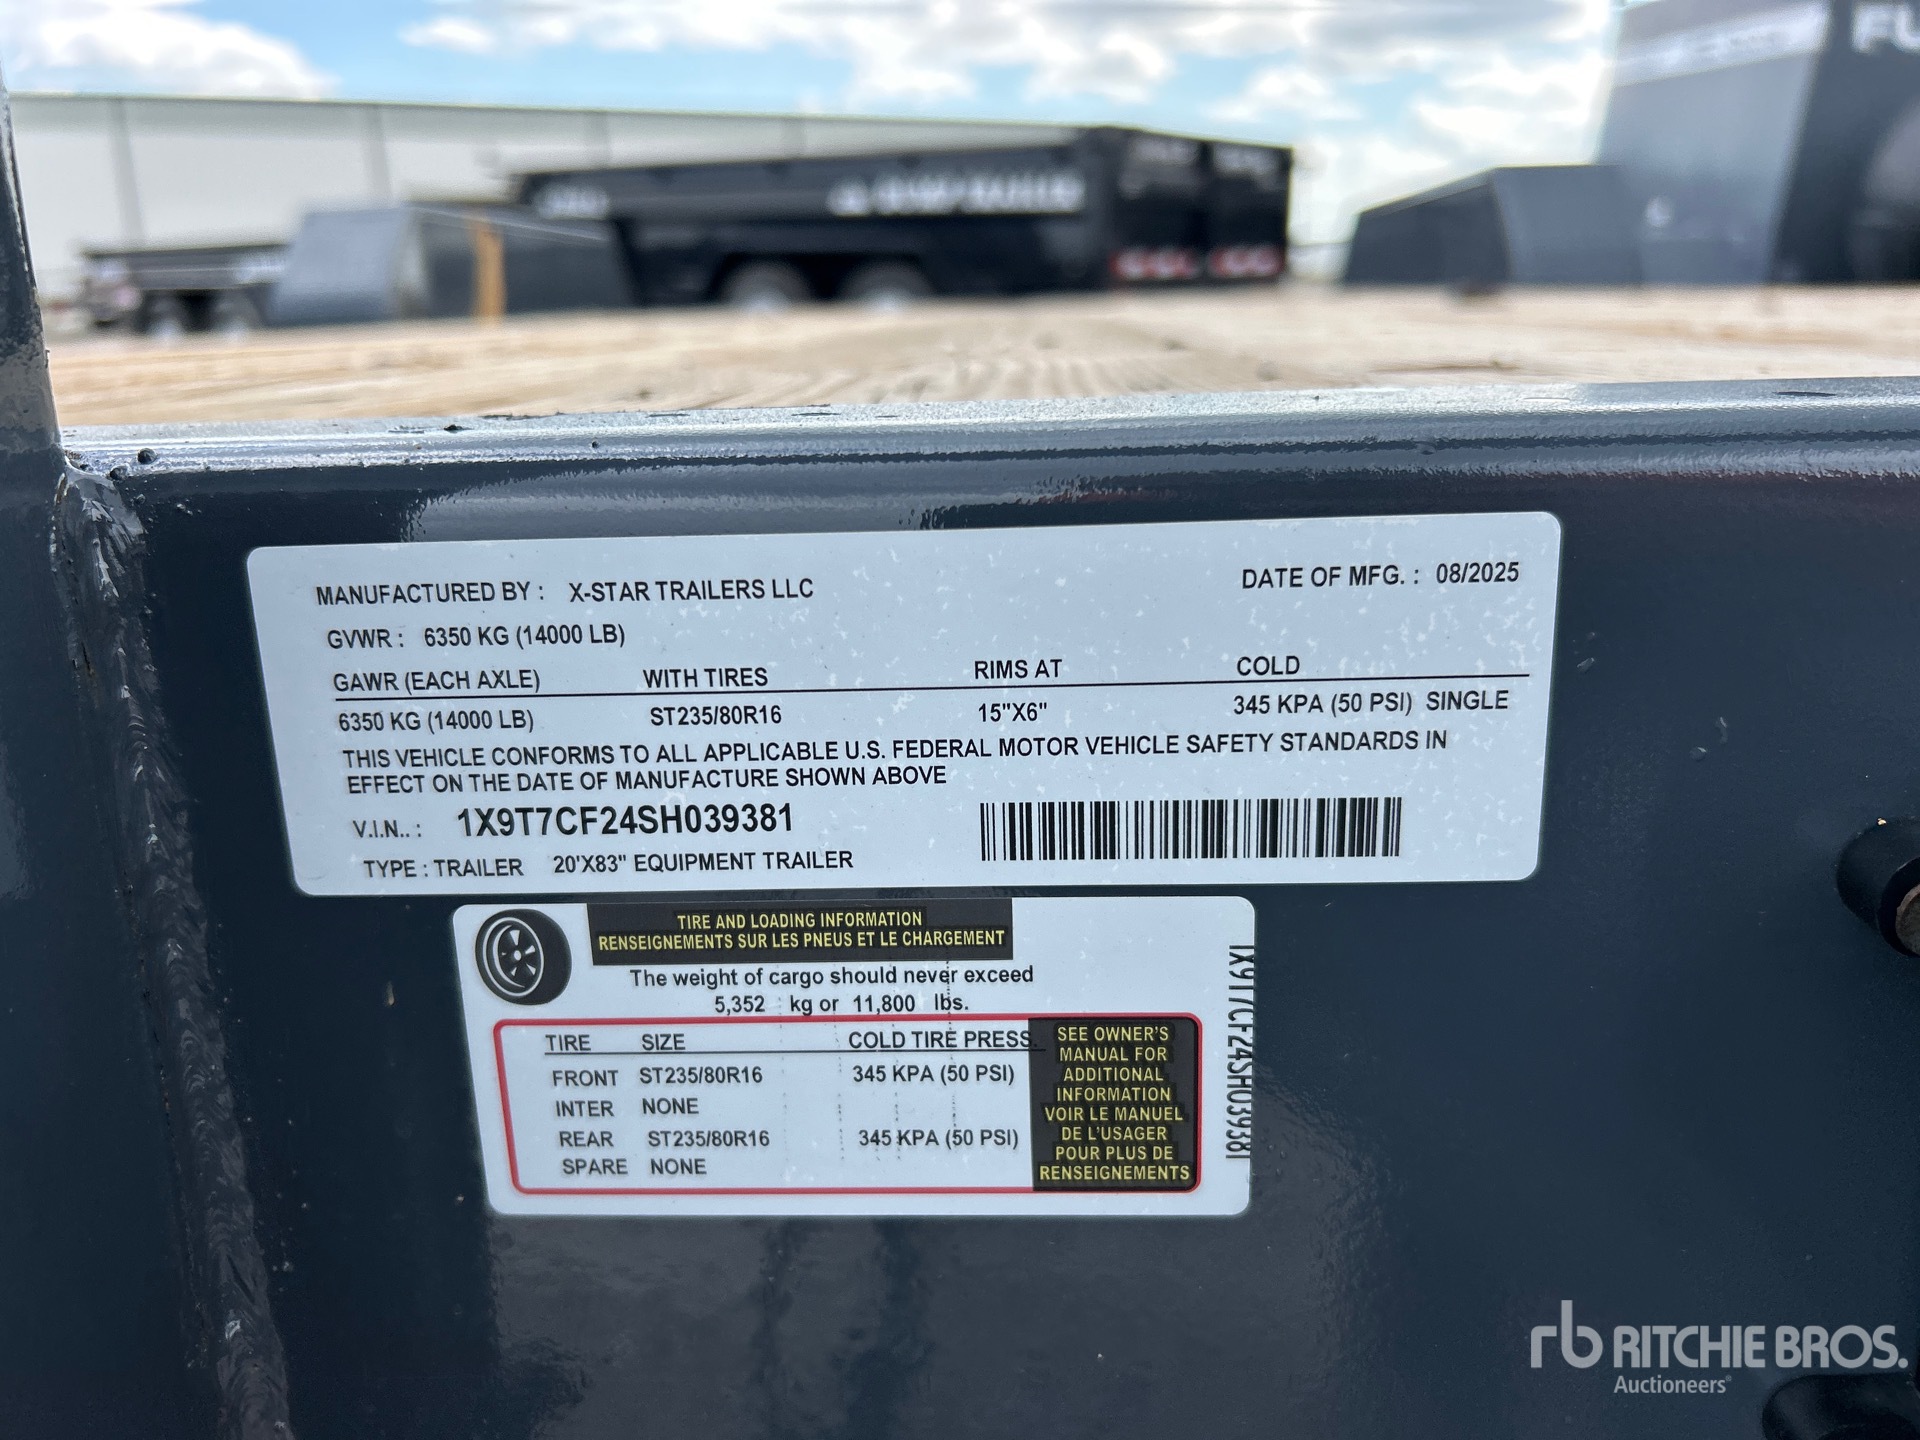 FU
MANUFACTURED BY : X-STAR TRAILERS LLC DATE OF MFG. : 08/2025
GVWR : 6350 KG (14000 LB)
GAWR (EACH AXLE) WITH TIRES RIMS AT COLD
6350 KG (14000 LB) ST235/80R16 15"X6" 345 KPA (50 PSI) SINGLE
THIS VEHICLE CONFORMS TO ALL APPLICABLE U.S. FEDERAL MOTOR VEHICLE SAFETY STANDARDS IN
EFFECT ON THE DATE OF MANUFACTURE SHOWN ABOVE
V.I.N.. : 1X9T7CF24SH039381
TYPE : TRAILER 20'X83" EQUIPMENT TRAILER
TIRE AND LOADING INFORMATION
RENSEIGNEMENTS SUR LES PNEUS ET LE CHARGEMENT
The weight of cargo should never exceed
5,352 kg or 11,800 lbs.
TIRE SIZE COLD TIRE PRESS.
FRONT ST235/80R16 345 KPA (50 PSI)
INTER NONE
REAR ST235/80R16 345 KPA (50 PSI)
SPARE NONE
SEE OWNER'S
MANUAL FOR
ADDITIONAL
INFORMATION
VOIR LE MANUEL
DE L'USAGER
POUR PLUS DE
RENSEIGNEMENTS
1X9T7CF24SH039381
rb RITCHIE BROS.
Auctioneers